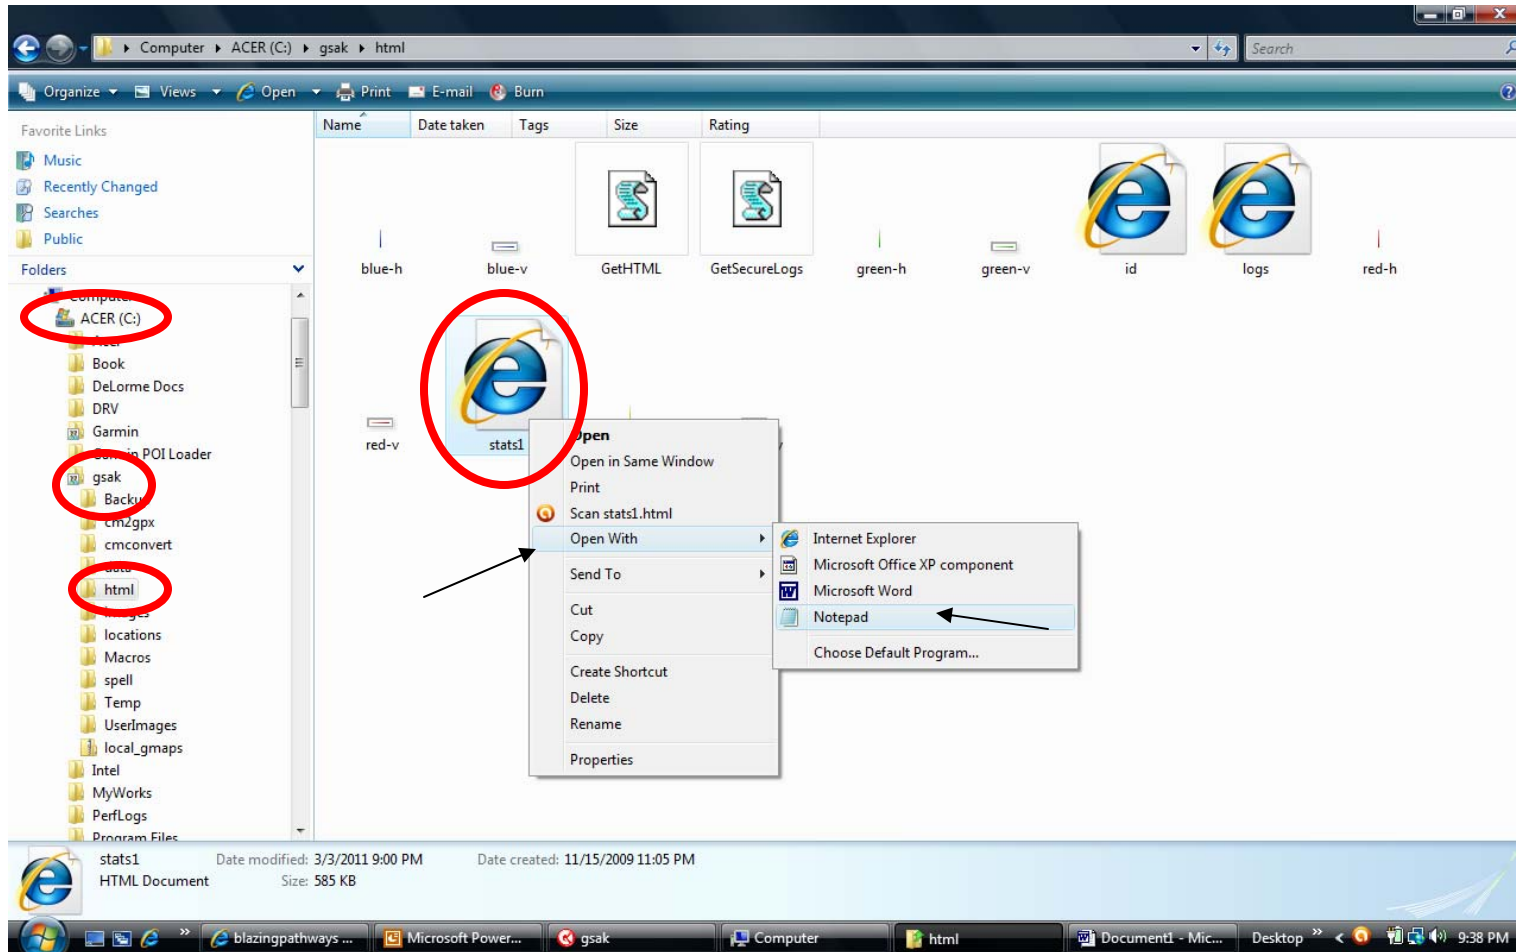 Computer ▸ ACER (C:) ▸ gsak ▸ html
Search
Organize Views Open Print E-mail Burn
Favorite Links
Music
Recently Changed
Searches
Public
Folders
Computer
ACER (C:)
Acer
Book
DeLorme Docs
DRV
Garmin
Garmin POI Loader
gsak
Backup
cm2gpx
cmconvert
data
html
images
locations
Macros
spell
Temp
UserImages
local_gmaps
Intel
MyWorks
PerfLogs
Program Files
Name Date taken Tags Size Rating
blue-h blue-v GetHTML GetSecureLogs green-h green-v id logs red-h
red-v stats1
Open
Open in Same Window
Print
Scan stats1.html
Open With
Send To
Cut
Copy
Create Shortcut
Delete
Rename
Properties
Internet Explorer
Microsoft Office XP component
Microsoft Word
Notepad
Choose Default Program...
stats1 Date modified: 3/3/2011 9:00 PM Date created: 11/15/2009 11:05 PM
HTML Document Size: 585 KB
» blazingpathways ... Microsoft Power... gsak Computer html Document1 - Mic... Desktop » < 9:38 PM